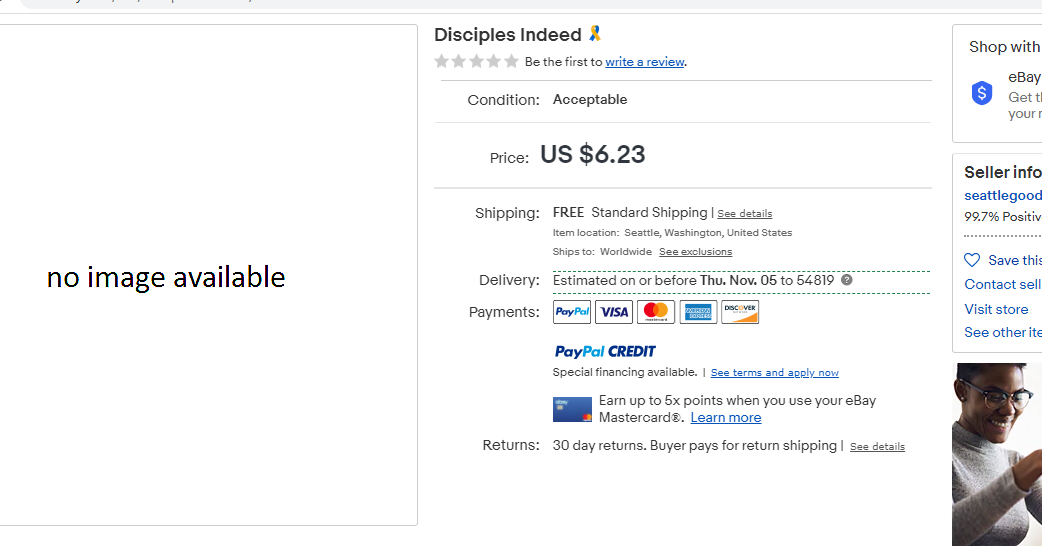 Disciples Indeed
Be the first to write a review.
Condition: Acceptable
Price: US $6.23
Shipping: FREE Standard Shipping | See details
Item location: Seattle, Washington, United States
Ships to: Worldwide See exclusions
Delivery: Estimated on or before Thu. Nov. 05 to 54819
Payments: PayPal VISA mastercard AMERICAN EXPRESS DISCOVER
PayPal CREDIT
Special financing available. | See terms and apply now
Earn up to 5x points when you use your eBay
Mastercard®. Learn more
Returns: 30 day returns. Buyer pays for return shipping | See details
no image available
Shop with
eBay
Get t
your r
Seller info
seattlegood
99.7% Positiv
Save this
Contact sell
Visit store
See other ite